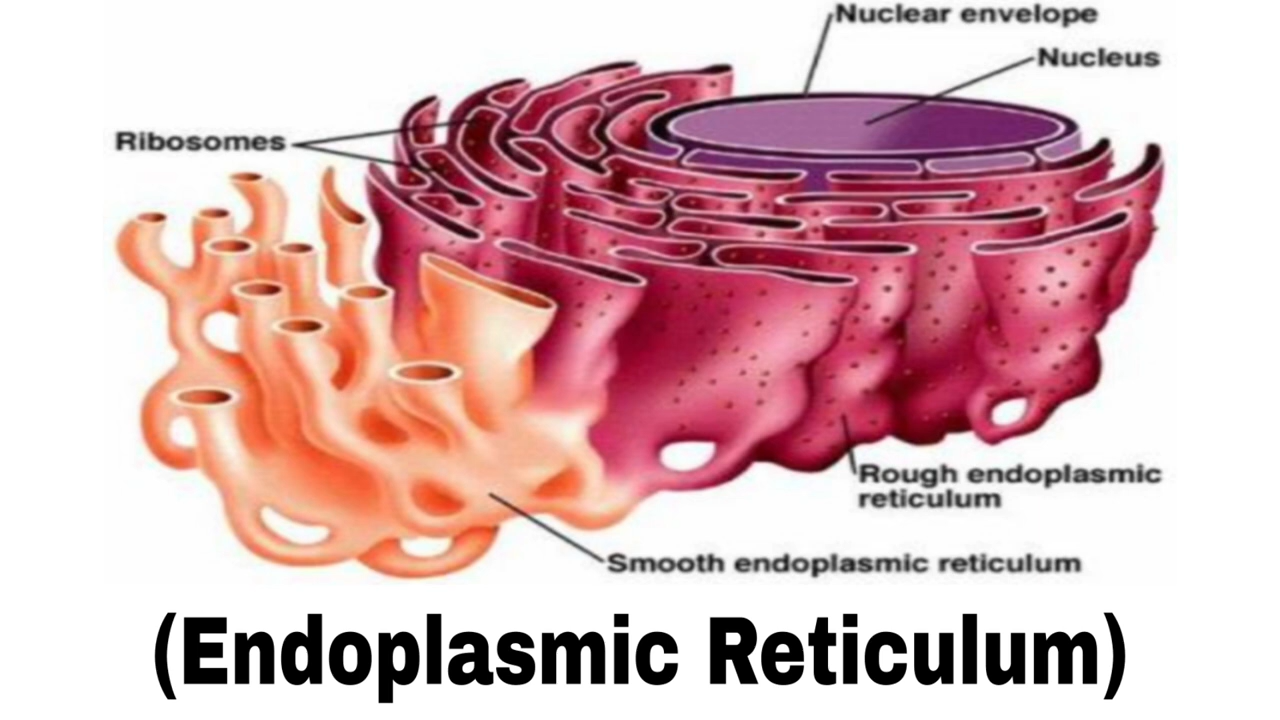 Nuclear envelope
Nucleus
Ribosomes
Rough endoplasmic
reticulum
Smooth endoplasmic reticulum
(Endoplasmic Reticulum)